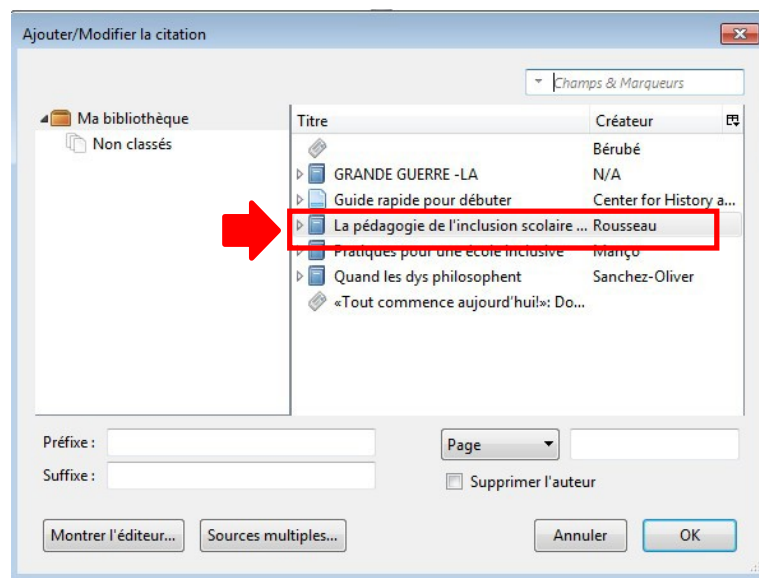 Ajouter/Modifier la citation
Champs & Marqueurs
Ma bibliothèque
Non classés
Titre Créateur
Bérubé
GRANDE GUERRE -LA N/A
Guide rapide pour débuter Center for History a...
La pédagogie de l'inclusion scolaire ... Rousseau
Pratiques pour une école inclusive Manço
Quand les dys philosophent Sanchez-Oliver
«Tout commence aujourd'hui!»: Do...
Préfixe : Page
Suffixe : Supprimer l'auteur
Montrer l'éditeur... Sources multiples... Annuler OK